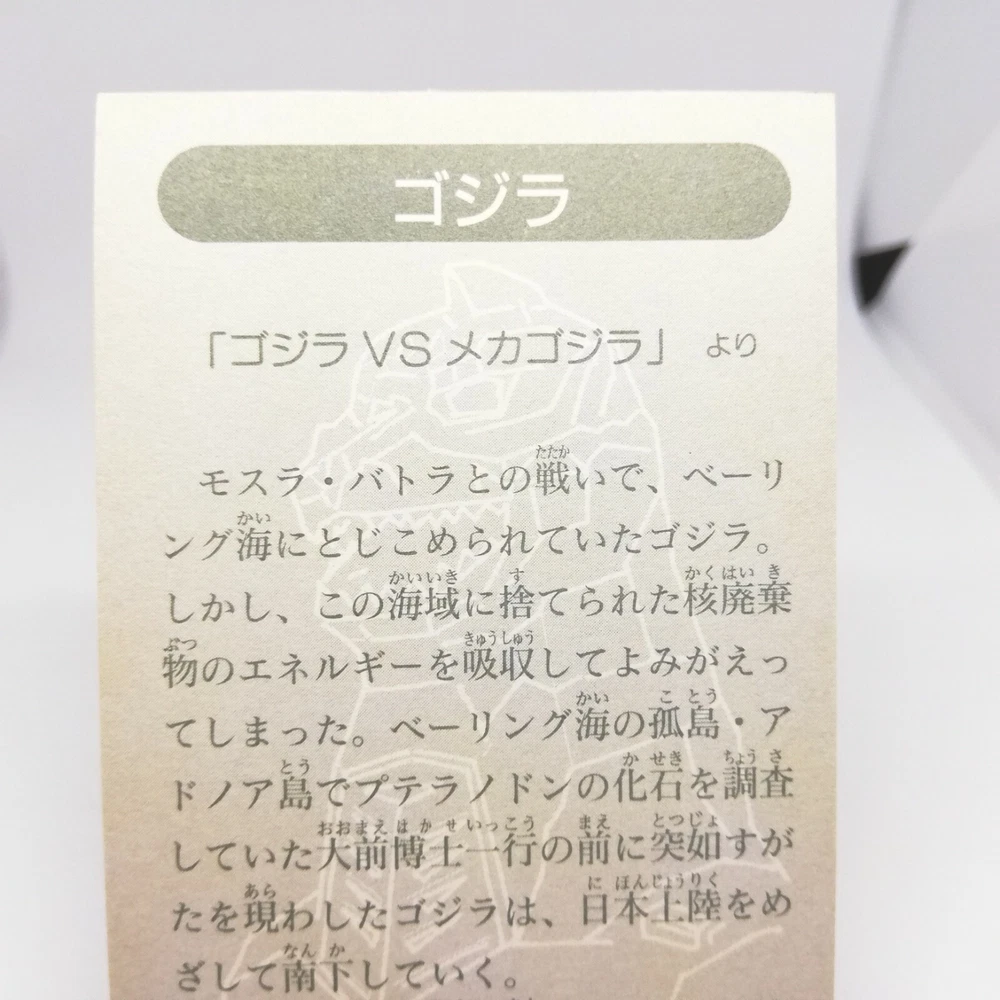 ゴジラ
「ゴジラ VS メカゴジラ」 より
モスラ・バトラとの戦いで、ベーリ
ング海にとじこめられていたゴジラ。
しかし、この海域に捨てられた核廃棄
物のエネルギーを吸収してよみがえっ
てしまった。ベーリング海の孤島・ア
ドノア島でプテラノドンの化石を調査
していた大前博士一行の前に突如すが
たを現わしたゴジラは、日本上陸をめ
ざして南下していく。